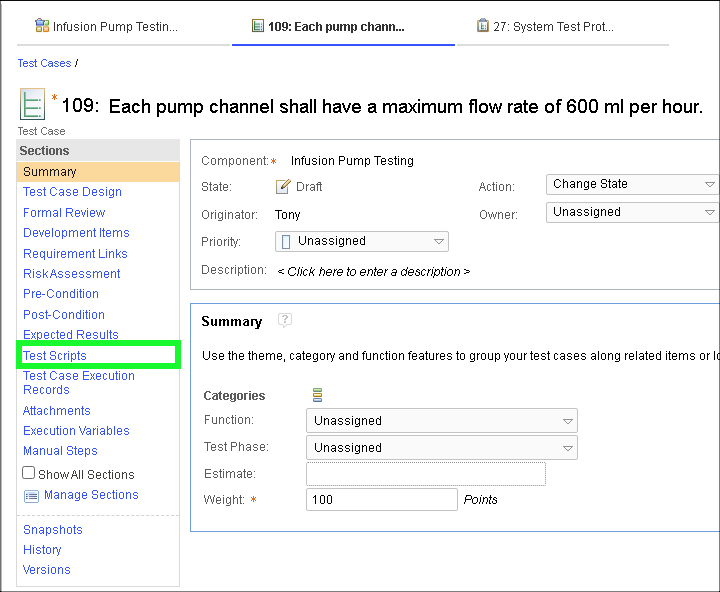 Infusion Pump Testin...
109: Each pump chann...
27: System Test Prot...
Test Cases /
* 109: Each pump channel shall have a maximum flow rate of 600 ml per hour.
Test Case
Sections
Summary
Test Case Design
Formal Review
Development Items
Requirement Links
Risk Assessment
Pre-Condition
Post-Condition
Expected Results
Test Scripts
Test Case Execution
Records
Attachments
Execution Variables
Manual Steps
Show All Sections
Manage Sections
Snapshots
History
Versions
Component: * Infusion Pump Testing
State: Draft Action: Change State
Originator: Tony Owner: Unassigned
Priority: Unassigned
Description: < Click here to enter a description >
Summary ?
Use the theme, category and function features to group your test cases along related items or
Categories
Function: Unassigned
Test Phase: Unassigned
Estimate:
Weight: * 100 Points